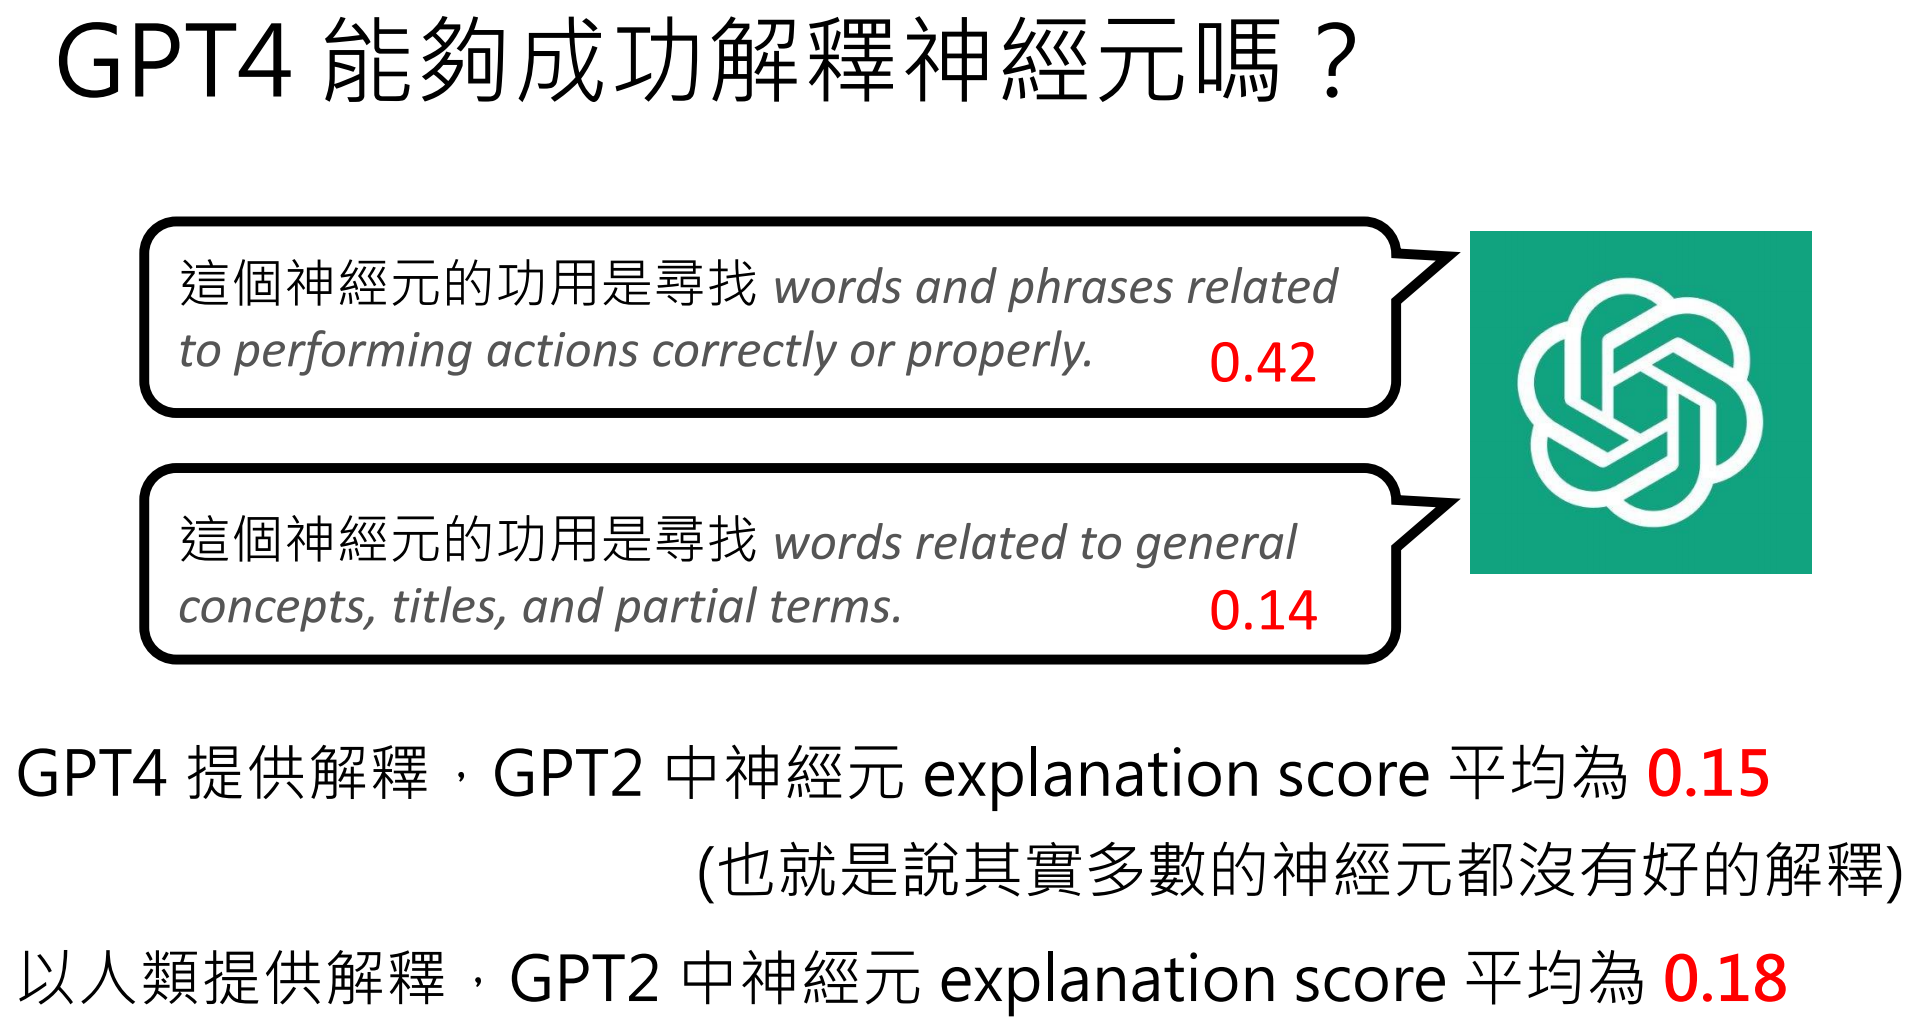 GPT4 能夠成功解釋神經元嗎？
這個神經元的功用是尋找 words and phrases related
to performing actions correctly or properly.
0.42
這個神經元的功用是尋找 words related to general
concepts, titles, and partial terms.
0.14
GPT4 提供解釋，GPT2 中神經元 explanation score 平均為 0.15
(也就是說其實多數的神經元都沒有好的解釋)
以人類提供解釋，GPT2 中神經元 explanation score 平均為 0.18